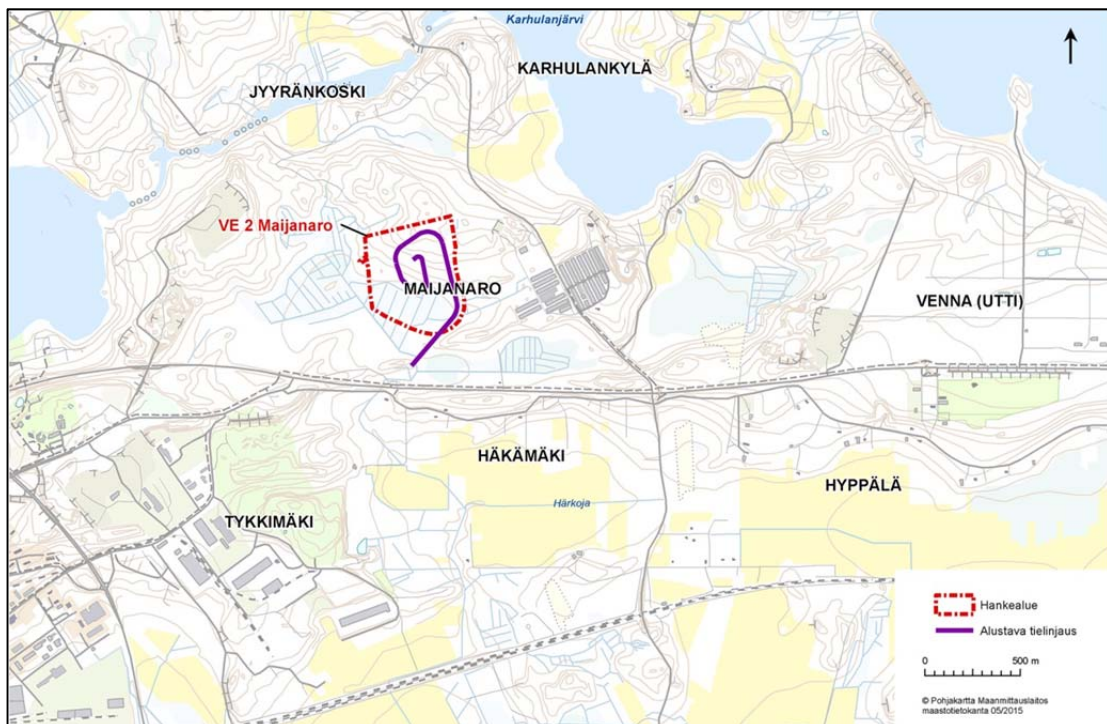 Karhulanjärvi
KARHULANKYLÄ
JYYRÄNKOSKI
VE 2 Maijanaro
MAIJANARO
VENNA (UTTI)
HÄKÄMÄKI
HYPPÄLÄ
Härkoja
TYKKIMÄKI
Hankealue
Alustava tielinjaus
0 500 m
© Pohjakartta Maanmittauslaitos
maastotietokanta 05/2015